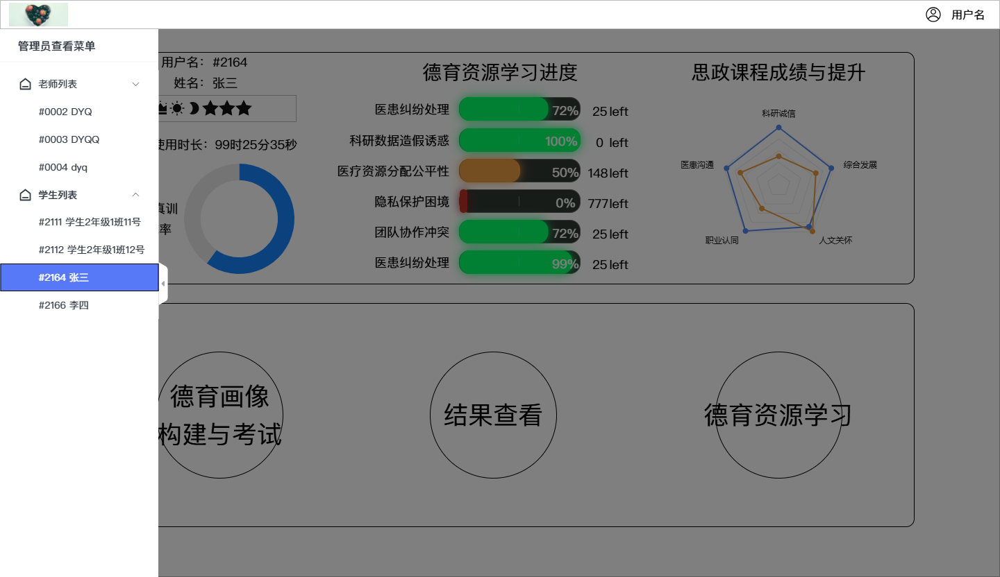 用户名
管理员查看菜单
老师列表
#0002 DYQ
#0003 DYQQ
#0004 dyq
学生列表
#2111 学生2年级1班11号
#2112 学生2年级1班12号
#2164 张三
#2166 李四
用户名：#2164
姓名：张三
使用时长：99时25分35秒
真训
率
德育资源学习进度
医患纠纷处理 72% 25 left
科研数据造假诱惑 100% 0 left
医疗资源分配公平性 50% 148 left
隐私保护困境 0% 777 left
团队协作冲突 72% 25 left
医患纠纷处理 99% 25 left
思政课程成绩与提升
科研诚信
医患沟通
综合发展
职业认同
人文关怀
德育画像
构建与考试
结果查看
德育资源学习